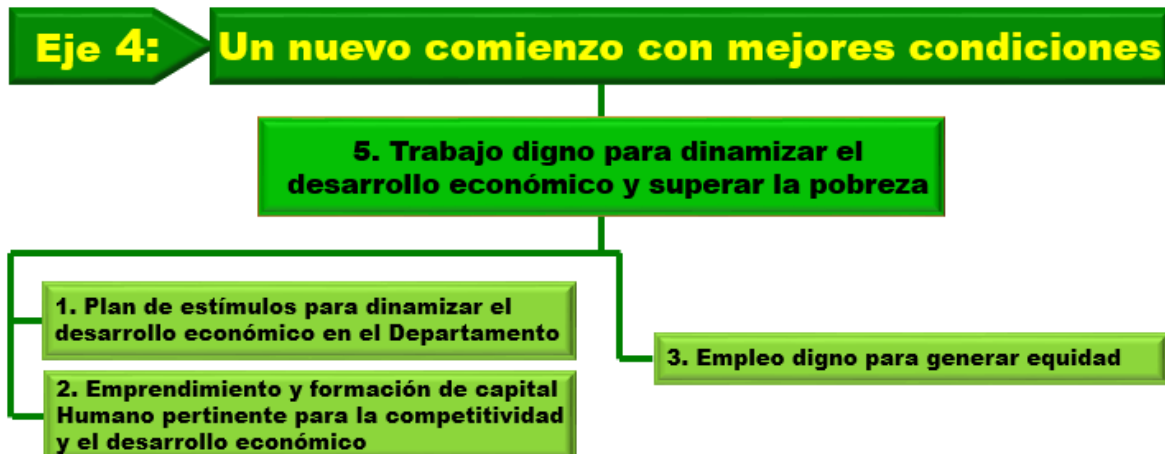 Eje 4:
Un nuevo comienzo con mejores condiciones
5. Trabajo digno para dinamizar el
desarrollo económico y superar la pobreza
1. Plan de estímulos para dinamizar el
desarrollo económico en el Departamento
2. Emprendimiento y formación de capital
Humano pertinente para la competitividad
y el desarrollo económico
3. Empleo digno para generar equidad